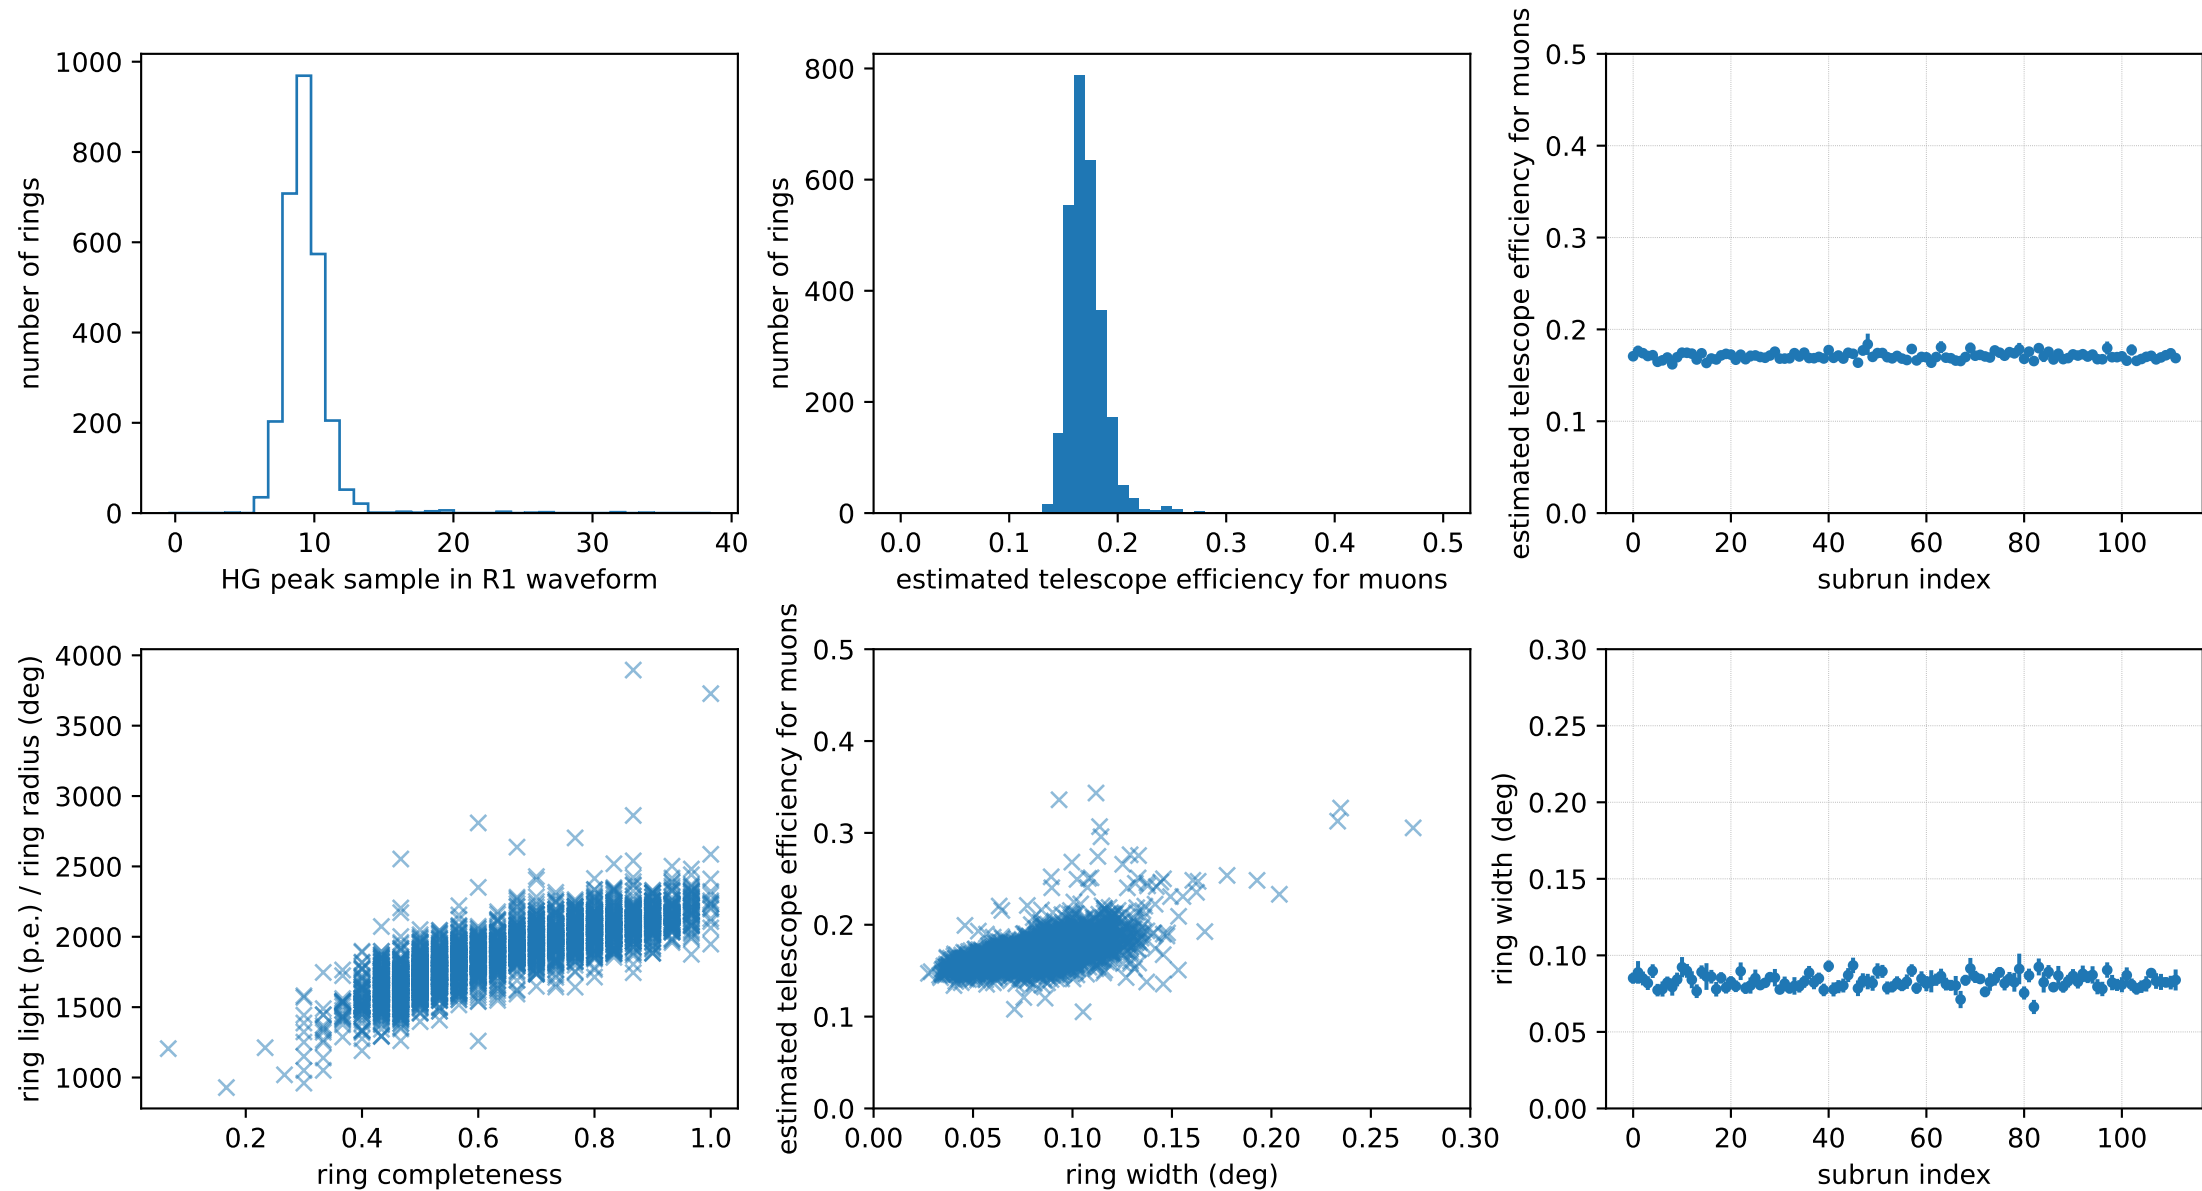 number of rings
1000
800
600
400
200
0
0 10 20 30 40
HG peak sample in R1 waveform
number of rings
800
600
400
200
0
0.0 0.1 0.2 0.3 0.4 0.5
estimated telescope efficiency for muons
estimated telescope efficiency for muons
0.5
0.4
0.3
0.2
0.1
0.0
0 20 40 60 80 100
subrun index
ring light (p.e.) / ring radius (deg)
4000
3500
3000
2500
2000
1500
1000
0.2 0.4 0.6 0.8 1.0
ring completeness
estimated telescope efficiency for muons
0.5
0.4
0.3
0.2
0.1
0.0
0.00 0.05 0.10 0.15 0.20 0.25 0.30
ring width (deg)
ring width (deg)
0.30
0.25
0.20
0.15
0.10
0.05
0.00
0 20 40 60 80 100
subrun index